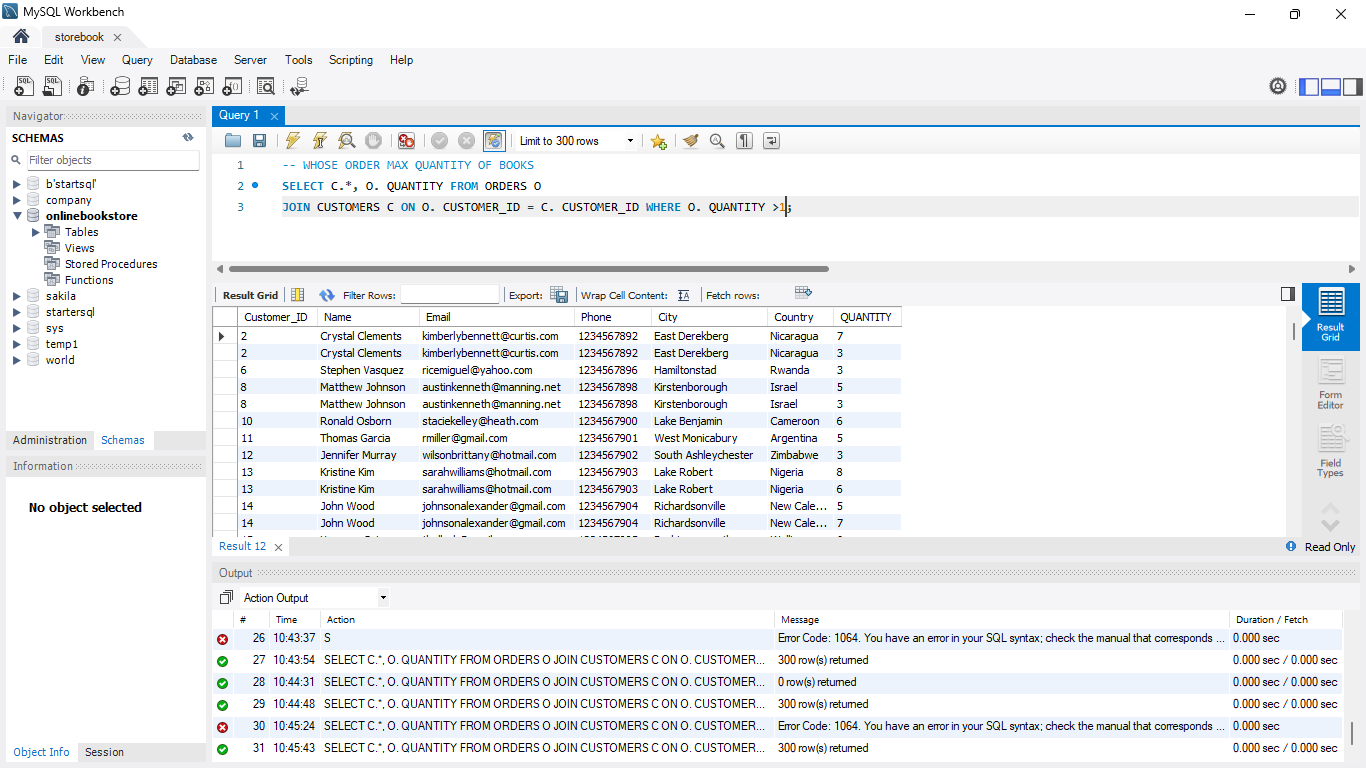 MySQL Workbench
storebook
File Edit View Query Database Server Tools Scripting Help
Navigator
SCHEMAS
Filter objects
b'startsql'
company
onlinebookstore
Tables
Views
Stored Procedures
Functions
sakila
startersql
sys
temp1
world
Administration Schemas
Information
No object selected
Object Info Session
Query 1
Limit to 300 rows
1 -- WHOSE ORDER MAX QUANTITY OF BOOKS
2 SELECT C.*, O. QUANTITY FROM ORDERS O
3 JOIN CUSTOMERS C ON O. CUSTOMER_ID = C. CUSTOMER_ID WHERE O. QUANTITY >1;
Result Grid Filter Rows: Export: Wrap Cell Content: Fetch rows:
Customer_ID Name Email Phone City Country QUANTITY
2 Crystal Clements kimberlybennett@curtis.com 1234567892 East Derekberg Nicaragua 7
2 Crystal Clements kimberlybennett@curtis.com 1234567892 East Derekberg Nicaragua 3
6 Stephen Vasquez ricemiguel@yahoo.com 1234567896 Hamiltonstad Rwanda 3
8 Matthew Johnson austinkenneth@manning.net 1234567898 Kirstenborough Israel 5
8 Matthew Johnson austinkenneth@manning.net 1234567898 Kirstenborough Israel 3
10 Ronald Osborn staciekelley@heath.com 1234567900 Lake Benjamin Cameroon 6
11 Thomas Garcia rmiller@gmail.com 1234567901 West Monicabury Argentina 5
12 Jennifer Murray wilsonbrittany@hotmail.com 1234567902 South Ashleychester Zimbabwe 3
13 Kristine Kim sarahwilliams@hotmail.com 1234567903 Lake Robert Nigeria 8
13 Kristine Kim sarahwilliams@hotmail.com 1234567903 Lake Robert Nigeria 6
14 John Wood johnsonalexander@gmail.com 1234567904 Richardsonville New Cale... 5
14 John Wood johnsonalexander@gmail.com 1234567904 Richardsonville New Cale... 7
Result Grid
Form Editor
Field Types
Result 12
Read Only
Output
Action Output
# Time Action Message Duration / Fetch
26 10:43:37 S Error Code: 1064. You have an error in your SQL syntax; check the manual that corresponds ... 0.000 sec
27 10:43:54 SELECT C.*, O. QUANTITY FROM ORDERS O JOIN CUSTOMERS C ON O. CUSTOMER... 300 row(s) returned 0.000 sec / 0.000 sec
28 10:44:31 SELECT C.*, O. QUANTITY FROM ORDERS O JOIN CUSTOMERS C ON O. CUSTOMER... 0 row(s) returned 0.000 sec / 0.000 sec
29 10:44:48 SELECT C.*, O. QUANTITY FROM ORDERS O JOIN CUSTOMERS C ON O. CUSTOMER... 300 row(s) returned 0.000 sec / 0.000 sec
30 10:45:24 SELECT C.*, O. QUANTITY FROM ORDERS O JOIN CUSTOMERS C ON O. CUSTOMER... Error Code: 1064. You have an error in your SQL syntax; check the manual that corresponds ... 0.000 sec
31 10:45:43 SELECT C.*, O. QUANTITY FROM ORDERS O JOIN CUSTOMERS C ON O. CUSTOMER... 300 row(s) returned 0.000 sec / 0.000 sec